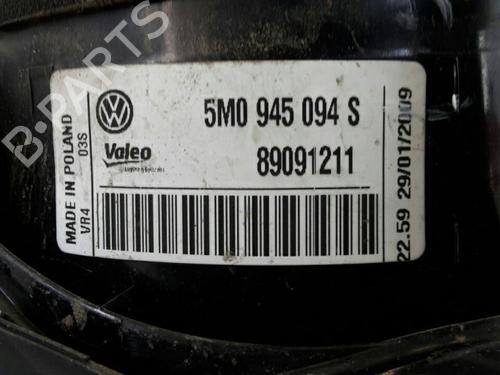 5M0 945 094 S
Valeo
89091211
MADE IN POLAND
03S
VR4
22.59 29/01/2009
B-PARTS